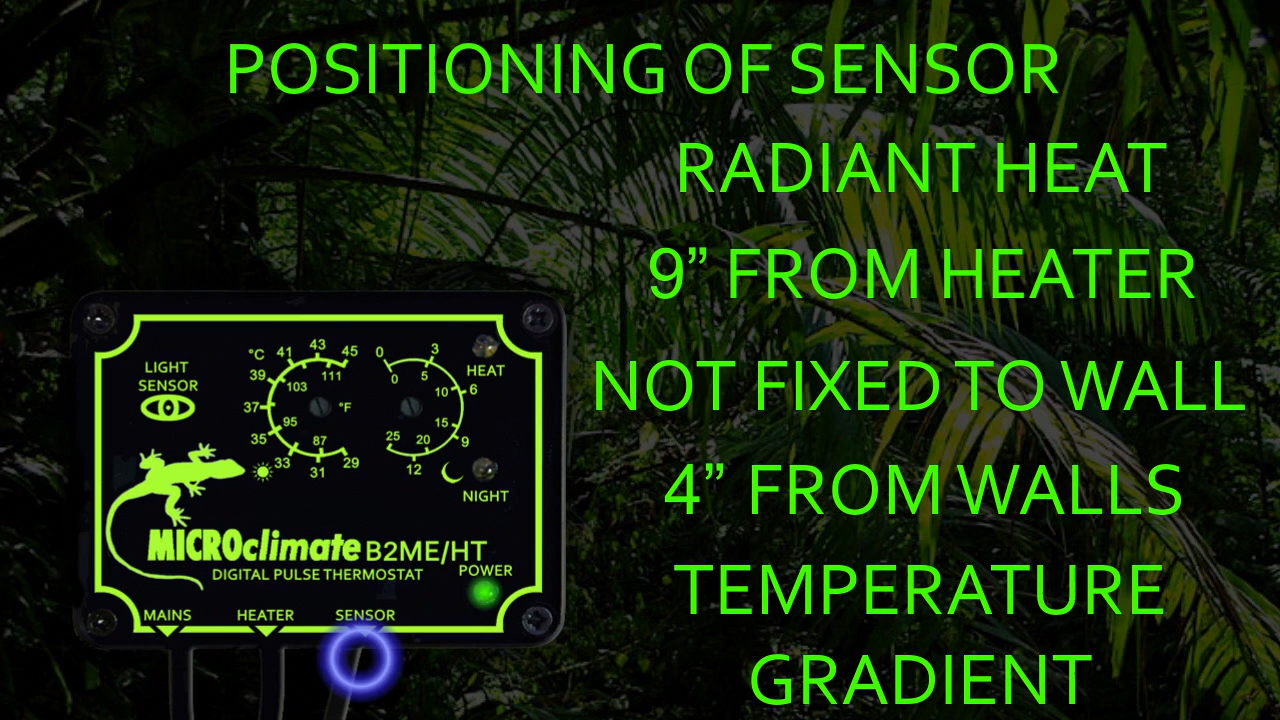 POSITIONING OF SENSOR
RADIANT HEAT
9” FROM HEATER
NOT FIXED TO WALL
4” FROM WALLS
TEMPERATURE
GRADIENT
LIGHT
SENSOR
°C 41 43 45
39 103 111
37 °F
35 95
33 87 29
31
0 3
0 5
10 6
15
25 20 9
12
HEAT
NIGHT
MICROclimate B2ME/HT
DIGITAL PULSE THERMOSTAT
POWER
MAINS HEATER SENSOR